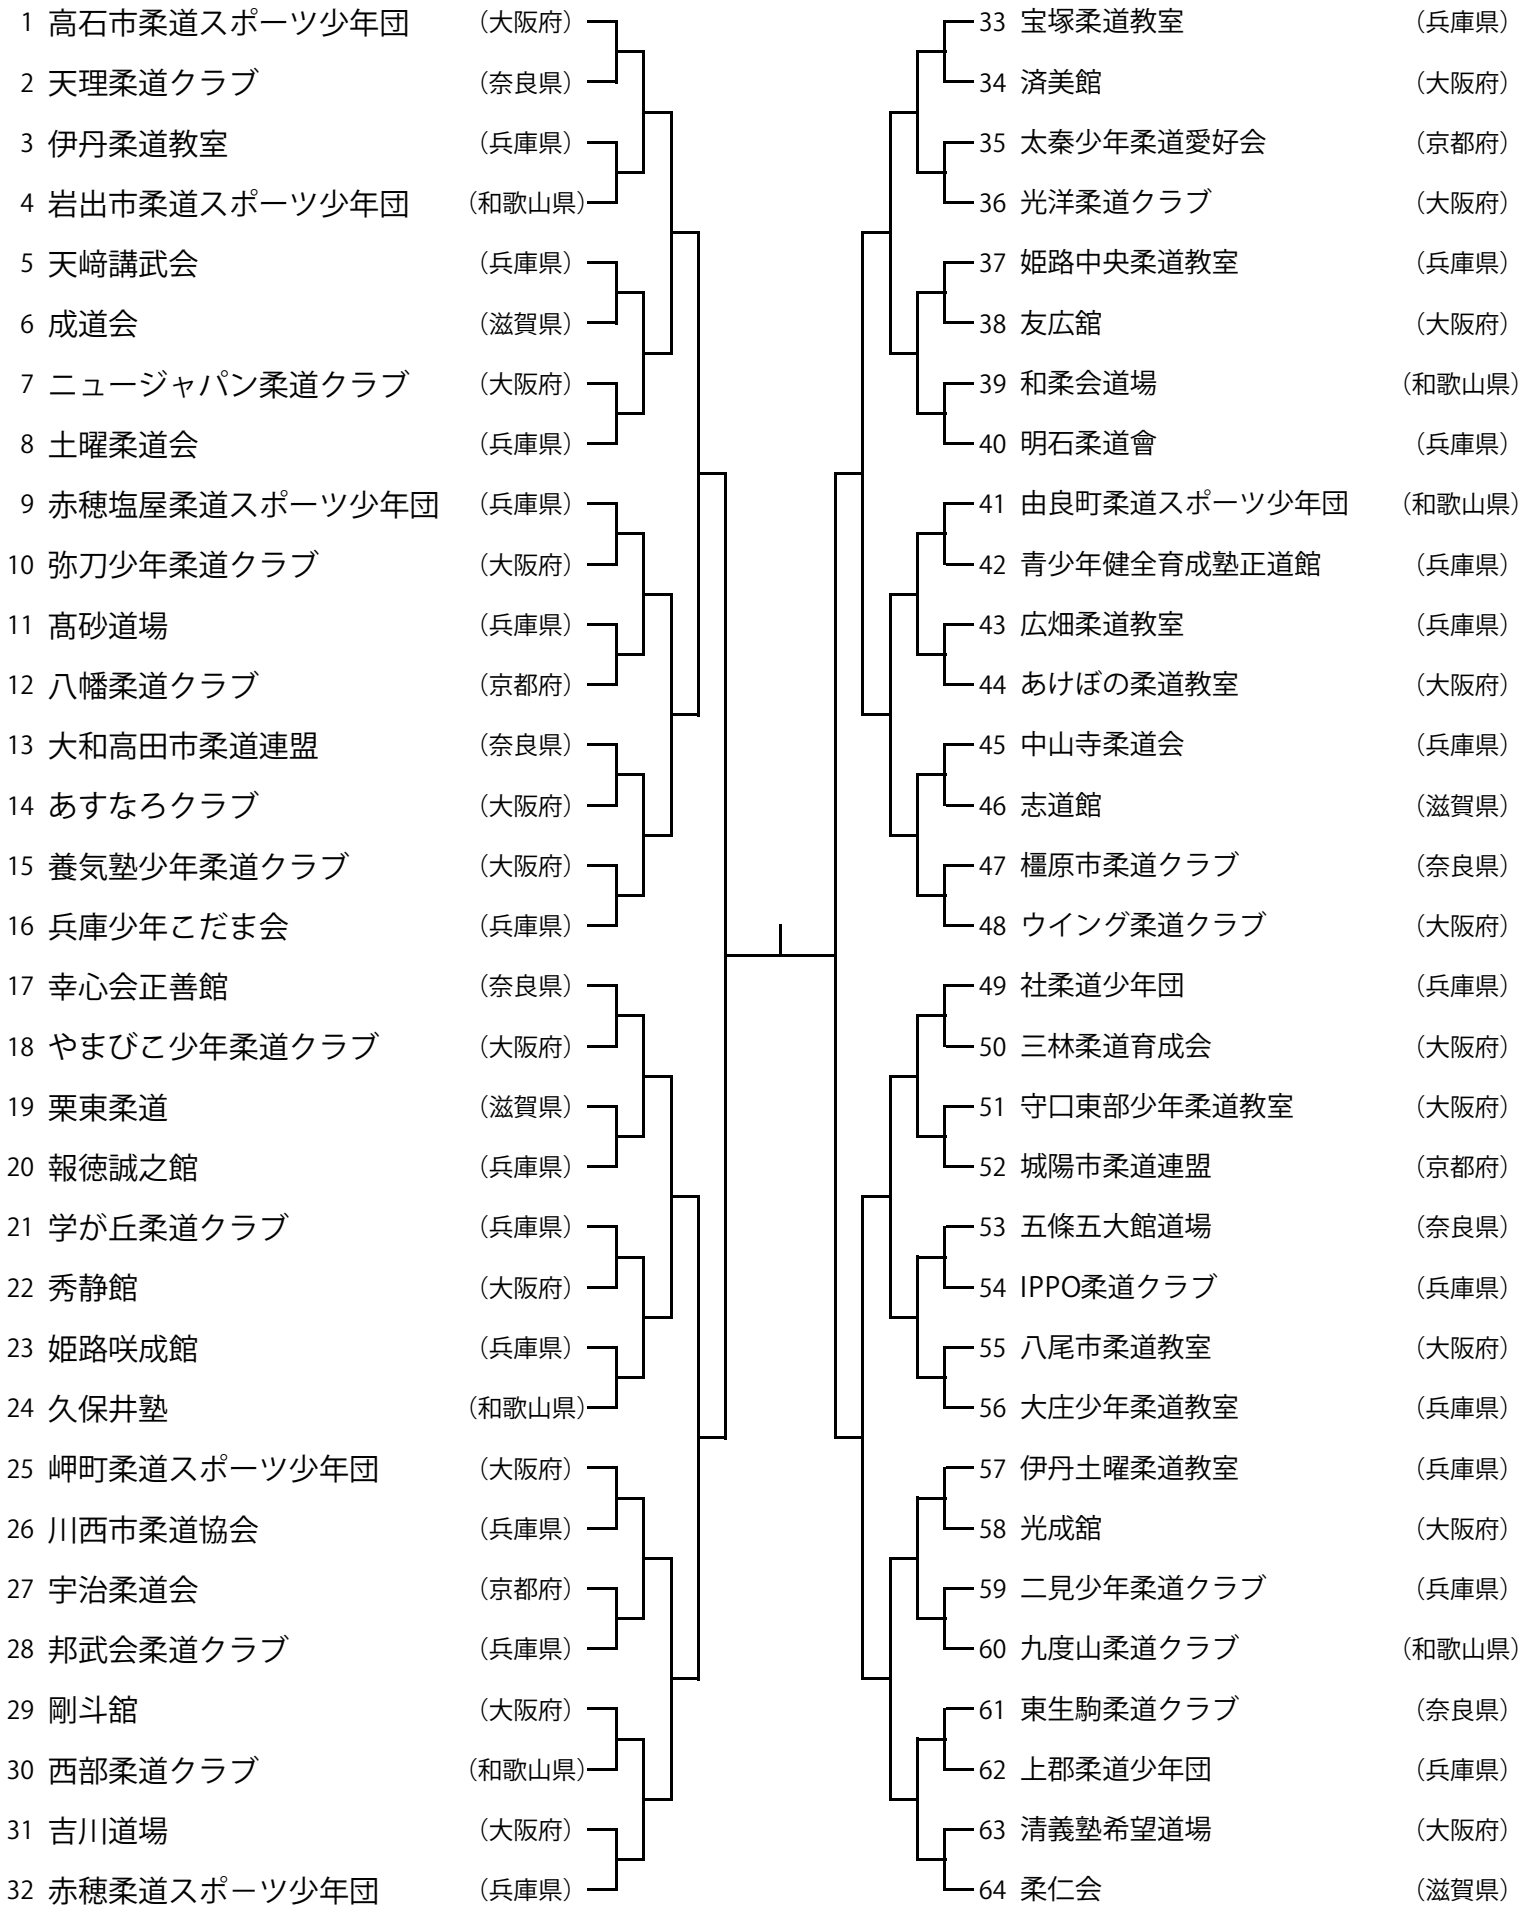 1 高石市柔道スポーツ少年団 （大阪府）
2 天理柔道クラブ （奈良県）
3 伊丹柔道教室 （兵庫県）
4 岩出市柔道スポーツ少年団 （和歌山県）
5 天﨑講武会 （兵庫県）
6 成道会 （滋賀県）
7 ニュージャパン柔道クラブ （大阪府）
8 土曜柔道会 （兵庫県）
9 赤穂塩屋柔道スポーツ少年団 （兵庫県）
10 弥刀少年柔道クラブ （大阪府）
11 髙砂道場 （兵庫県）
12 八幡柔道クラブ （京都府）
13 大和高田市柔道連盟 （奈良県）
14 あすなろクラブ （大阪府）
15 養気塾少年柔道クラブ （大阪府）
16 兵庫少年こだま会 （兵庫県）
17 幸心会正善館 （奈良県）
18 やまびこ少年柔道クラブ （大阪府）
19 栗東柔道 （滋賀県）
20 報徳誠之館 （兵庫県）
21 学が丘柔道クラブ （兵庫県）
22 秀静館 （大阪府）
23 姫路咲成館 （兵庫県）
24 久保井塾 （和歌山県）
25 岬町柔道スポーツ少年団 （大阪府）
26 川西市柔道協会 （兵庫県）
27 宇治柔道会 （京都府）
28 邦武会柔道クラブ （兵庫県）
29 剛斗舘 （大阪府）
30 西部柔道クラブ （和歌山県）
31 吉川道場 （大阪府）
32 赤穂柔道スポーツ少年団 （兵庫県）
33 宝塚柔道教室 （兵庫県）
34 済美館 （大阪府）
35 太秦少年柔道愛好会 （京都府）
36 光洋柔道クラブ （大阪府）
37 姫路中央柔道教室 （兵庫県）
38 友広舘 （大阪府）
39 和柔会道場 （和歌山県）
40 明石柔道會 （兵庫県）
41 由良町柔道スポーツ少年団 （和歌山県）
42 青少年健全育成塾正道館 （兵庫県）
43 広畑柔道教室 （兵庫県）
44 あけぼの柔道教室 （大阪府）
45 中山寺柔道会 （兵庫県）
46 志道館 （滋賀県）
47 橿原市柔道クラブ （奈良県）
48 ウイング柔道クラブ （大阪府）
49 社柔道少年団 （兵庫県）
50 三林柔道育成会 （大阪府）
51 守口東部少年柔道教室 （大阪府）
52 城陽市柔道連盟 （京都府）
53 五條五大館道場 （奈良県）
54 IPPO柔道クラブ （兵庫県）
55 八尾市柔道教室 （大阪府）
56 大庄少年柔道教室 （兵庫県）
57 伊丹土曜柔道教室 （兵庫県）
58 光成舘 （大阪府）
59 二見少年柔道クラブ （兵庫県）
60 九度山柔道クラブ （和歌山県）
61 東生駒柔道クラブ （奈良県）
62 上郡柔道少年団 （兵庫県）
63 清義塾希望道場 （大阪府）
64 柔仁会 （滋賀県）